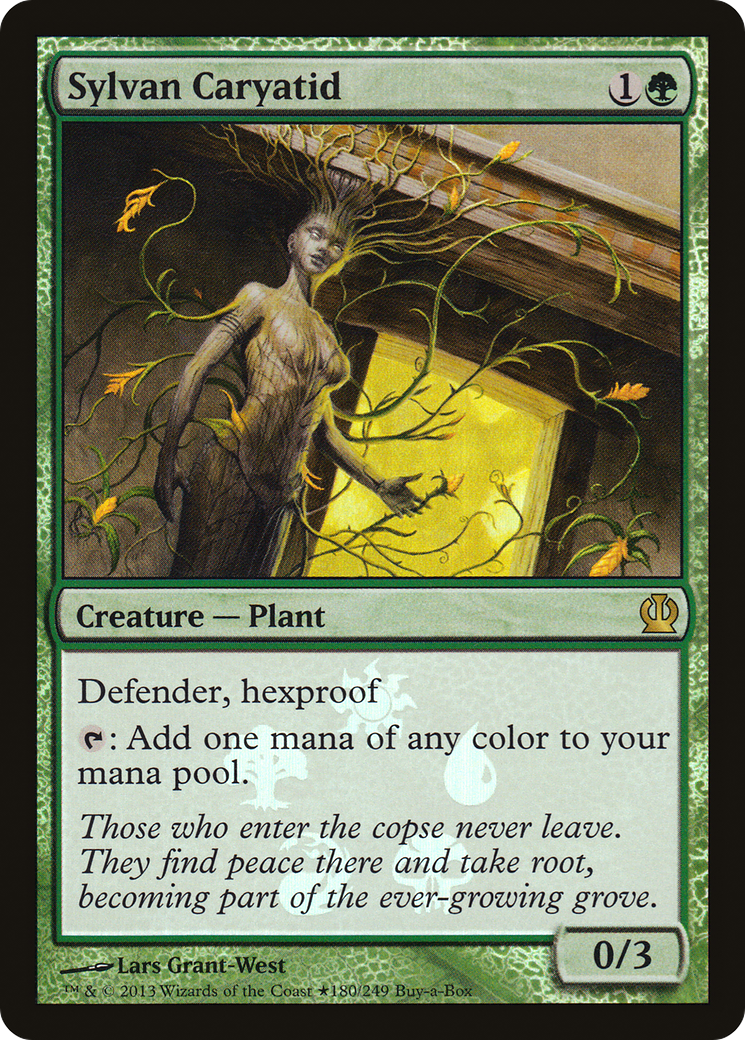 Sylvan Caryatid 1
Creature — Plant
Defender, hexproof
: Add one mana of any color to your
mana pool.
Those who enter the copse never leave.
They find peace there and take root,
becoming part of the ever-growing grove.
0/3
Lars Grant-West
™ & © 2013 Wizards of the Coast ★180/249 Buy-a-Box